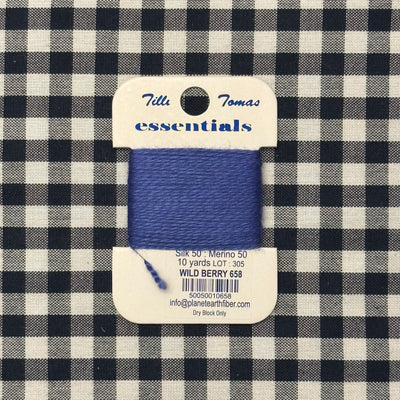 Tilli Tomas
essentials
Silk 50 : Merino 50
10 yards LOT : 305
WILD BERRY 658
50050010658
info@planetearthfiber.com
Dry Block Only